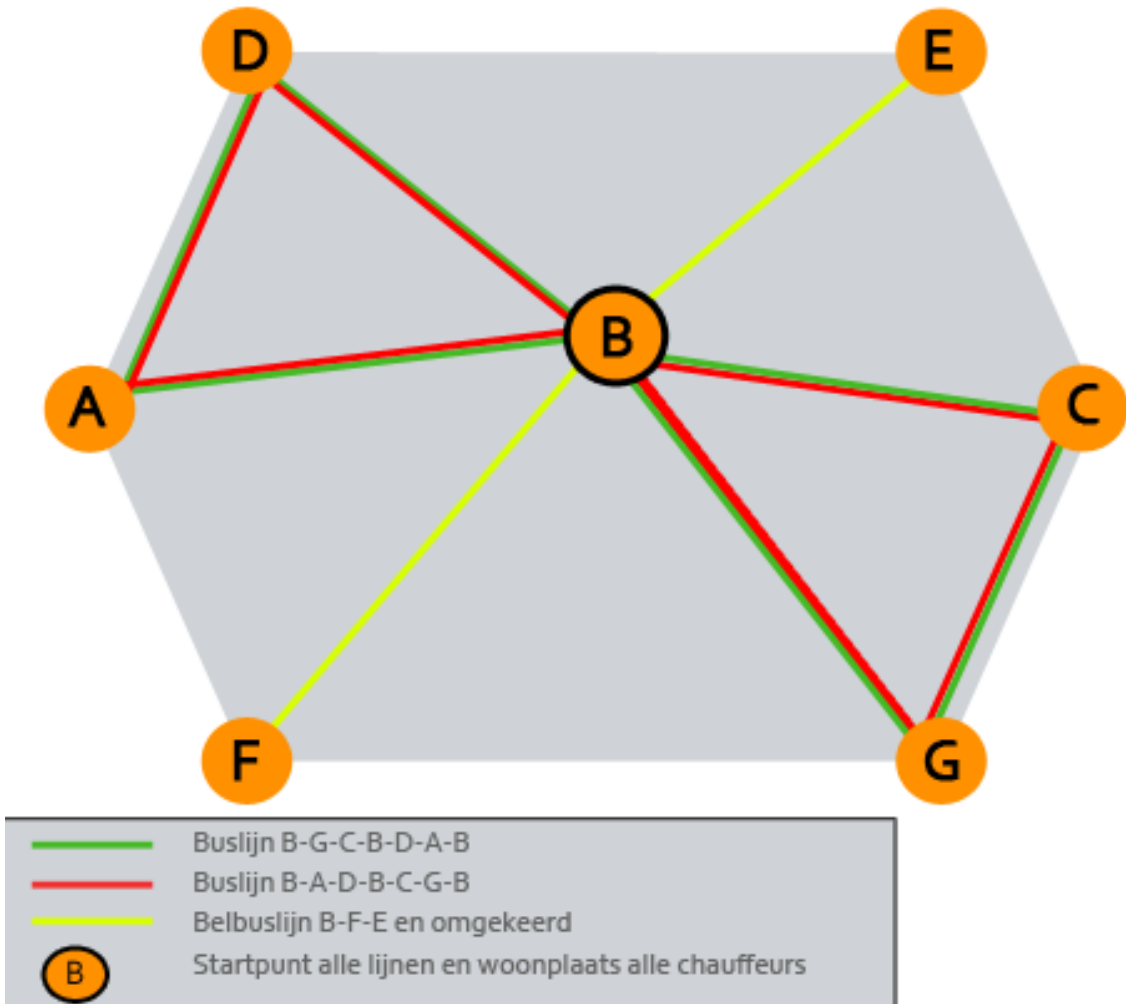 D
E
B
A
C
F
G
Buslijn B-G-C-B-D-A-B
Buslijn B-A-D-B-C-G-B
Belbuslijn B-F-E en omgekeerd
B
Startpunt alle lijnen en woonplaats alle chauffeurs